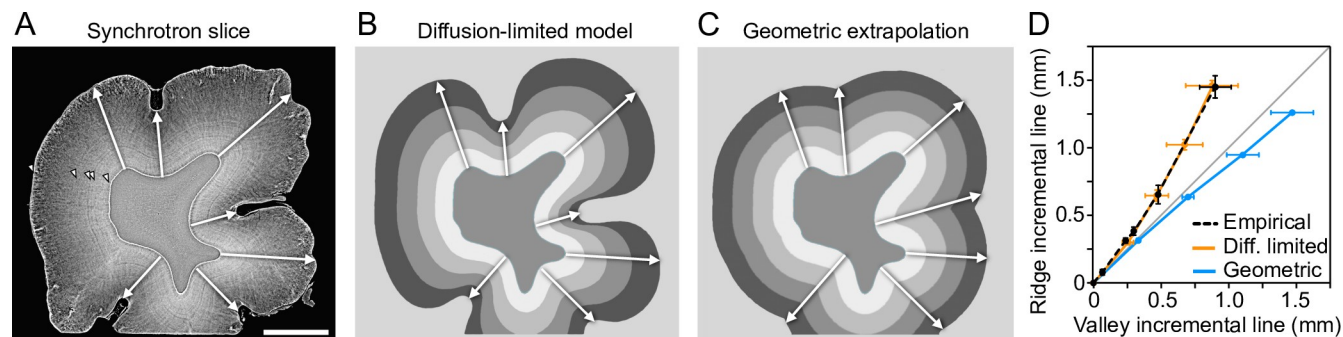 A Synchrotron slice
B Diffusion-limited model
C Geometric extrapolation
D
Ridge incremental line (mm)
1.5
1.0
0.5
0
Empirical
Diff. limited
Geometric
0 0.5 1.0 1.5
Valley incremental line (mm)